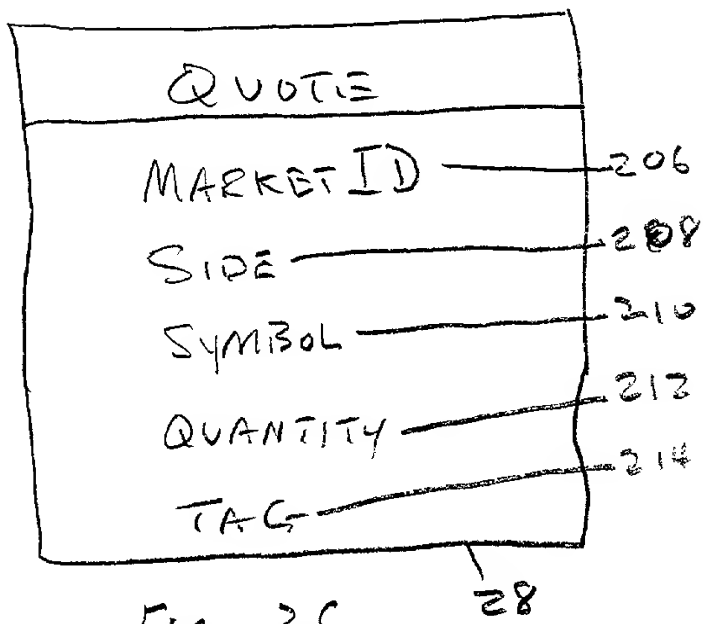 QUOTE
MARKET ID 206
SIDE 208
SYMBOL 210
QUANTITY 212
TAG 214
28